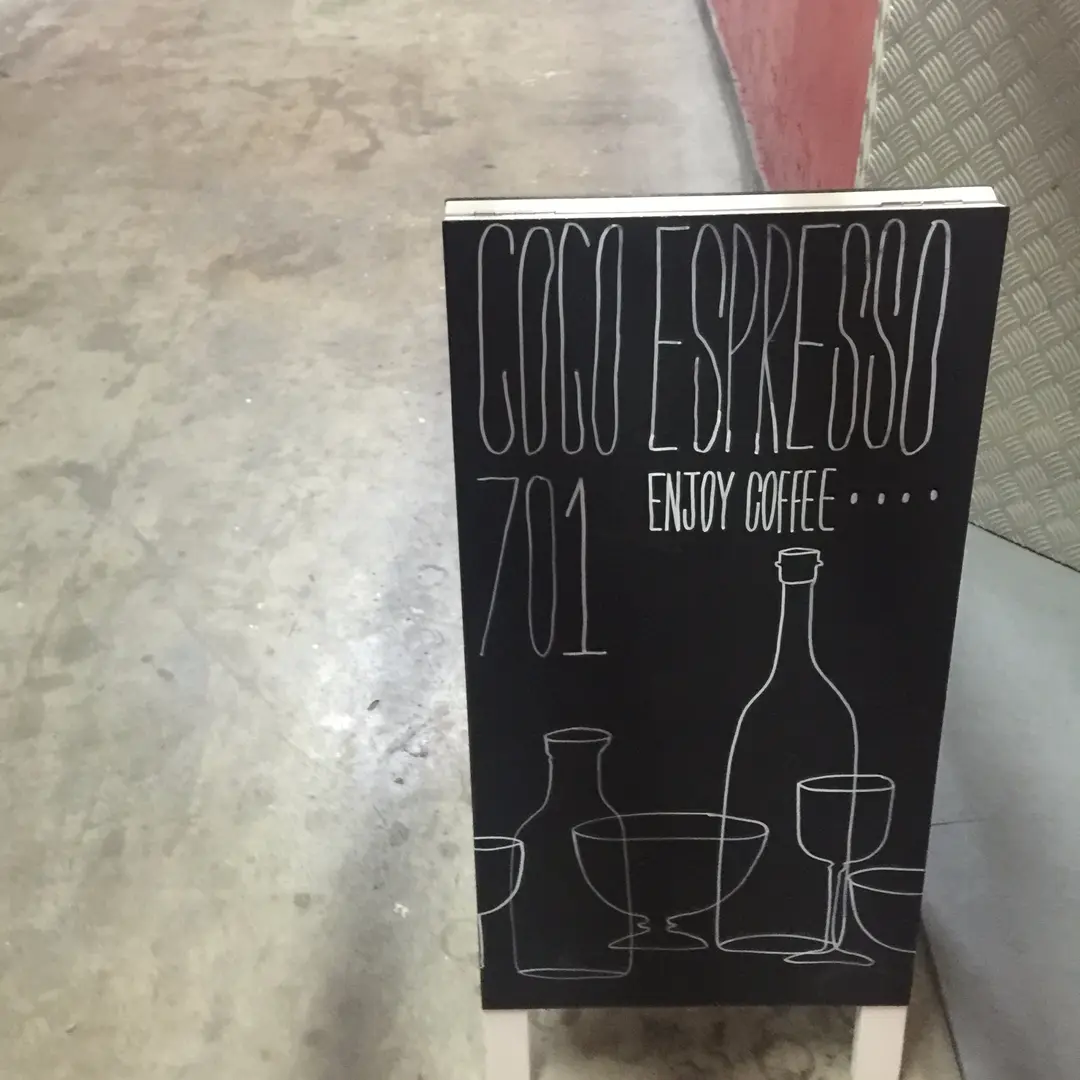 COCO ESPRESSO
701
ENJOY COFFEE ....